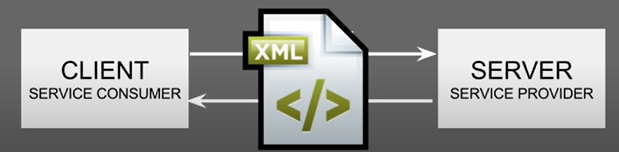 CLIENT
SERVICE CONSUMER
XML
</>
SERVER
SERVICE PROVIDER